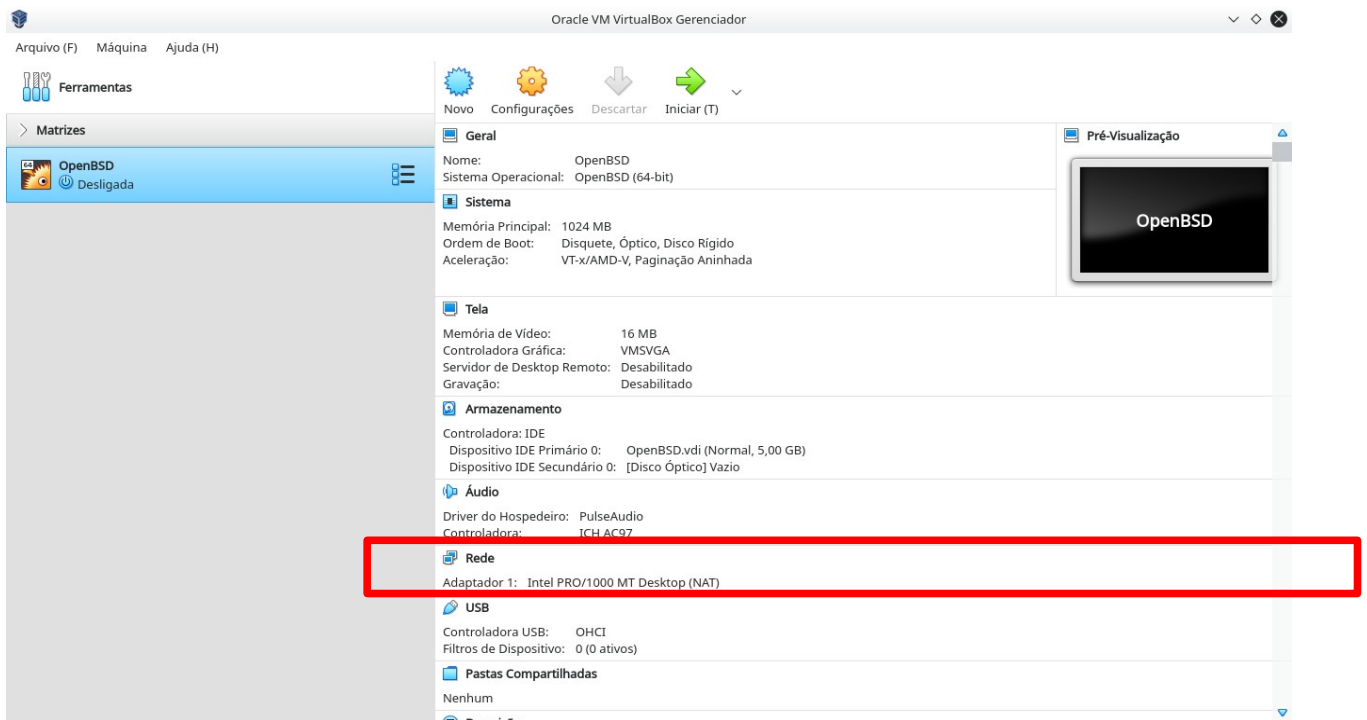 Oracle VM VirtualBox Gerenciador
Arquivo (F) Máquina Ajuda (H)
Ferramentas
Novo Configurações Descartar Iniciar (T)
Matrizes
64
OpenBSD
Desligada
Geral
Nome: OpenBSD
Sistema Operacional: OpenBSD (64-bit)
Pré-Visualização
OpenBSD
Sistema
Memória Principal: 1024 MB
Ordem de Boot: Disquete, Óptico, Disco Rígido
Aceleração: VT-x/AMD-V, Paginação Aninhada
Tela
Memória de Vídeo: 16 MB
Controladora Gráfica: VMSVGA
Servidor de Desktop Remoto: Desabilitado
Gravação: Desabilitado
Armazenamento
Controladora: IDE
Dispositivo IDE Primário 0: OpenBSD.vdi (Normal, 5,00 GB)
Dispositivo IDE Secundário 0: [Disco Óptico] Vazio
Áudio
Driver do Hospedeiro: PulseAudio
Controladora: ICH AC97
Rede
Adaptador 1: Intel PRO/1000 MT Desktop (NAT)
USB
Controladora USB: OHCI
Filtros de Dispositivo: 0 (0 ativos)
Pastas Compartilhadas
Nenhum